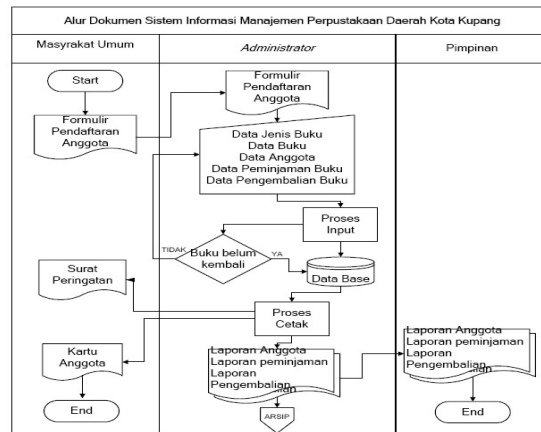 Alur Dokumen Sistem Informasi Manajemen Perpustakaan Daerah Kota Kupang
Masyrakat Umum
Administrator
Pimpinan
Start
Formulir
Pendaftaran
Anggota
Formulir
Pendaftaran
Anggota
Data Jenis Buku
Data Buku
Data Anggota
Data Peminjaman Buku
Data Pengembalian Buku
Proses
Input
TIDAK
Buku belum
kembali
YA
Data Base
Surat
Peringatan
Proses
Cetak
Kartu
Anggota
Laporan Anggota
Laporan peminjaman
Laporan
Pengembalian
ARSIP
Laporan Anggota
Laporan peminjaman
Laporan
Pengembalian
End
End